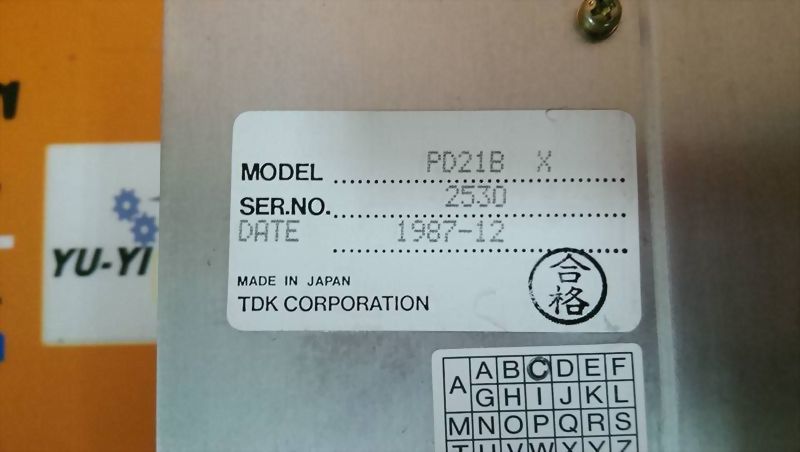 YU-YI
MODEL PD21B X
SER.NO. 2530
DATE 1987-12
MADE IN JAPAN
TDK CORPORATION
合格
A A B C D E F
G H I J K L
M N O P Q R S
T U V W X Y Z